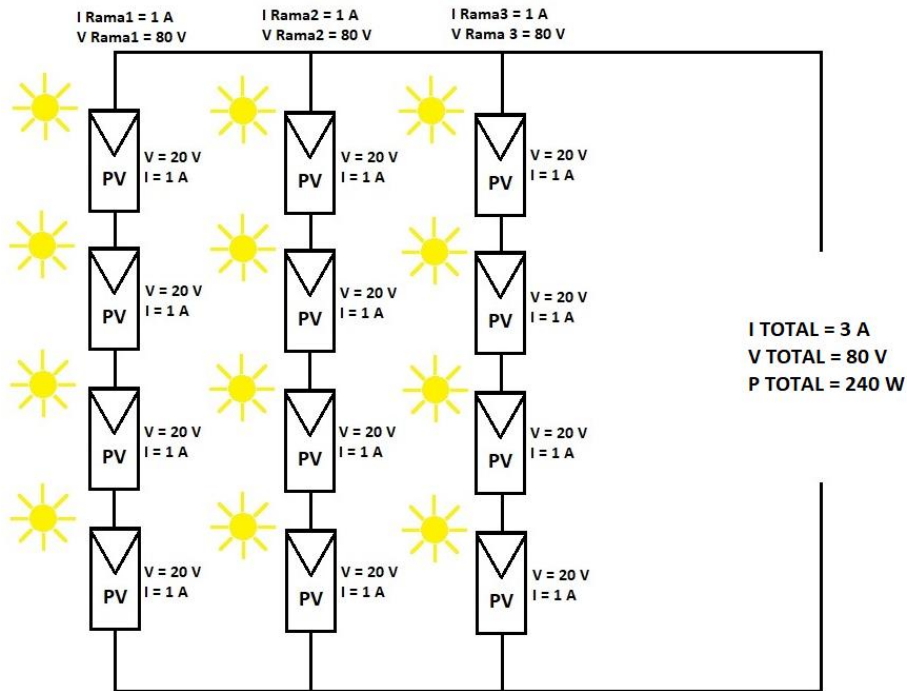 I Rama1 = 1 A
V Rama1 = 80 V
I Rama2 = 1 A
V Rama2 = 80 V
I Rama3 = 1 A
V Rama 3 = 80 V
PV
V = 20 V
I = 1 A
PV
V = 20 V
I = 1 A
PV
V = 20 V
I = 1 A
PV
V = 20 V
I = 1 A
PV
V = 20 V
I = 1 A
PV
V = 20 V
I = 1 A
PV
V = 20 V
I = 1 A
PV
V = 20 V
I = 1 A
PV
V = 20 V
I = 1 A
PV
V = 20 V
I = 1 A
PV
V = 20 V
I = 1 A
PV
V = 20 V
I = 1 A
I TOTAL = 3 A
V TOTAL = 80 V
P TOTAL = 240 W